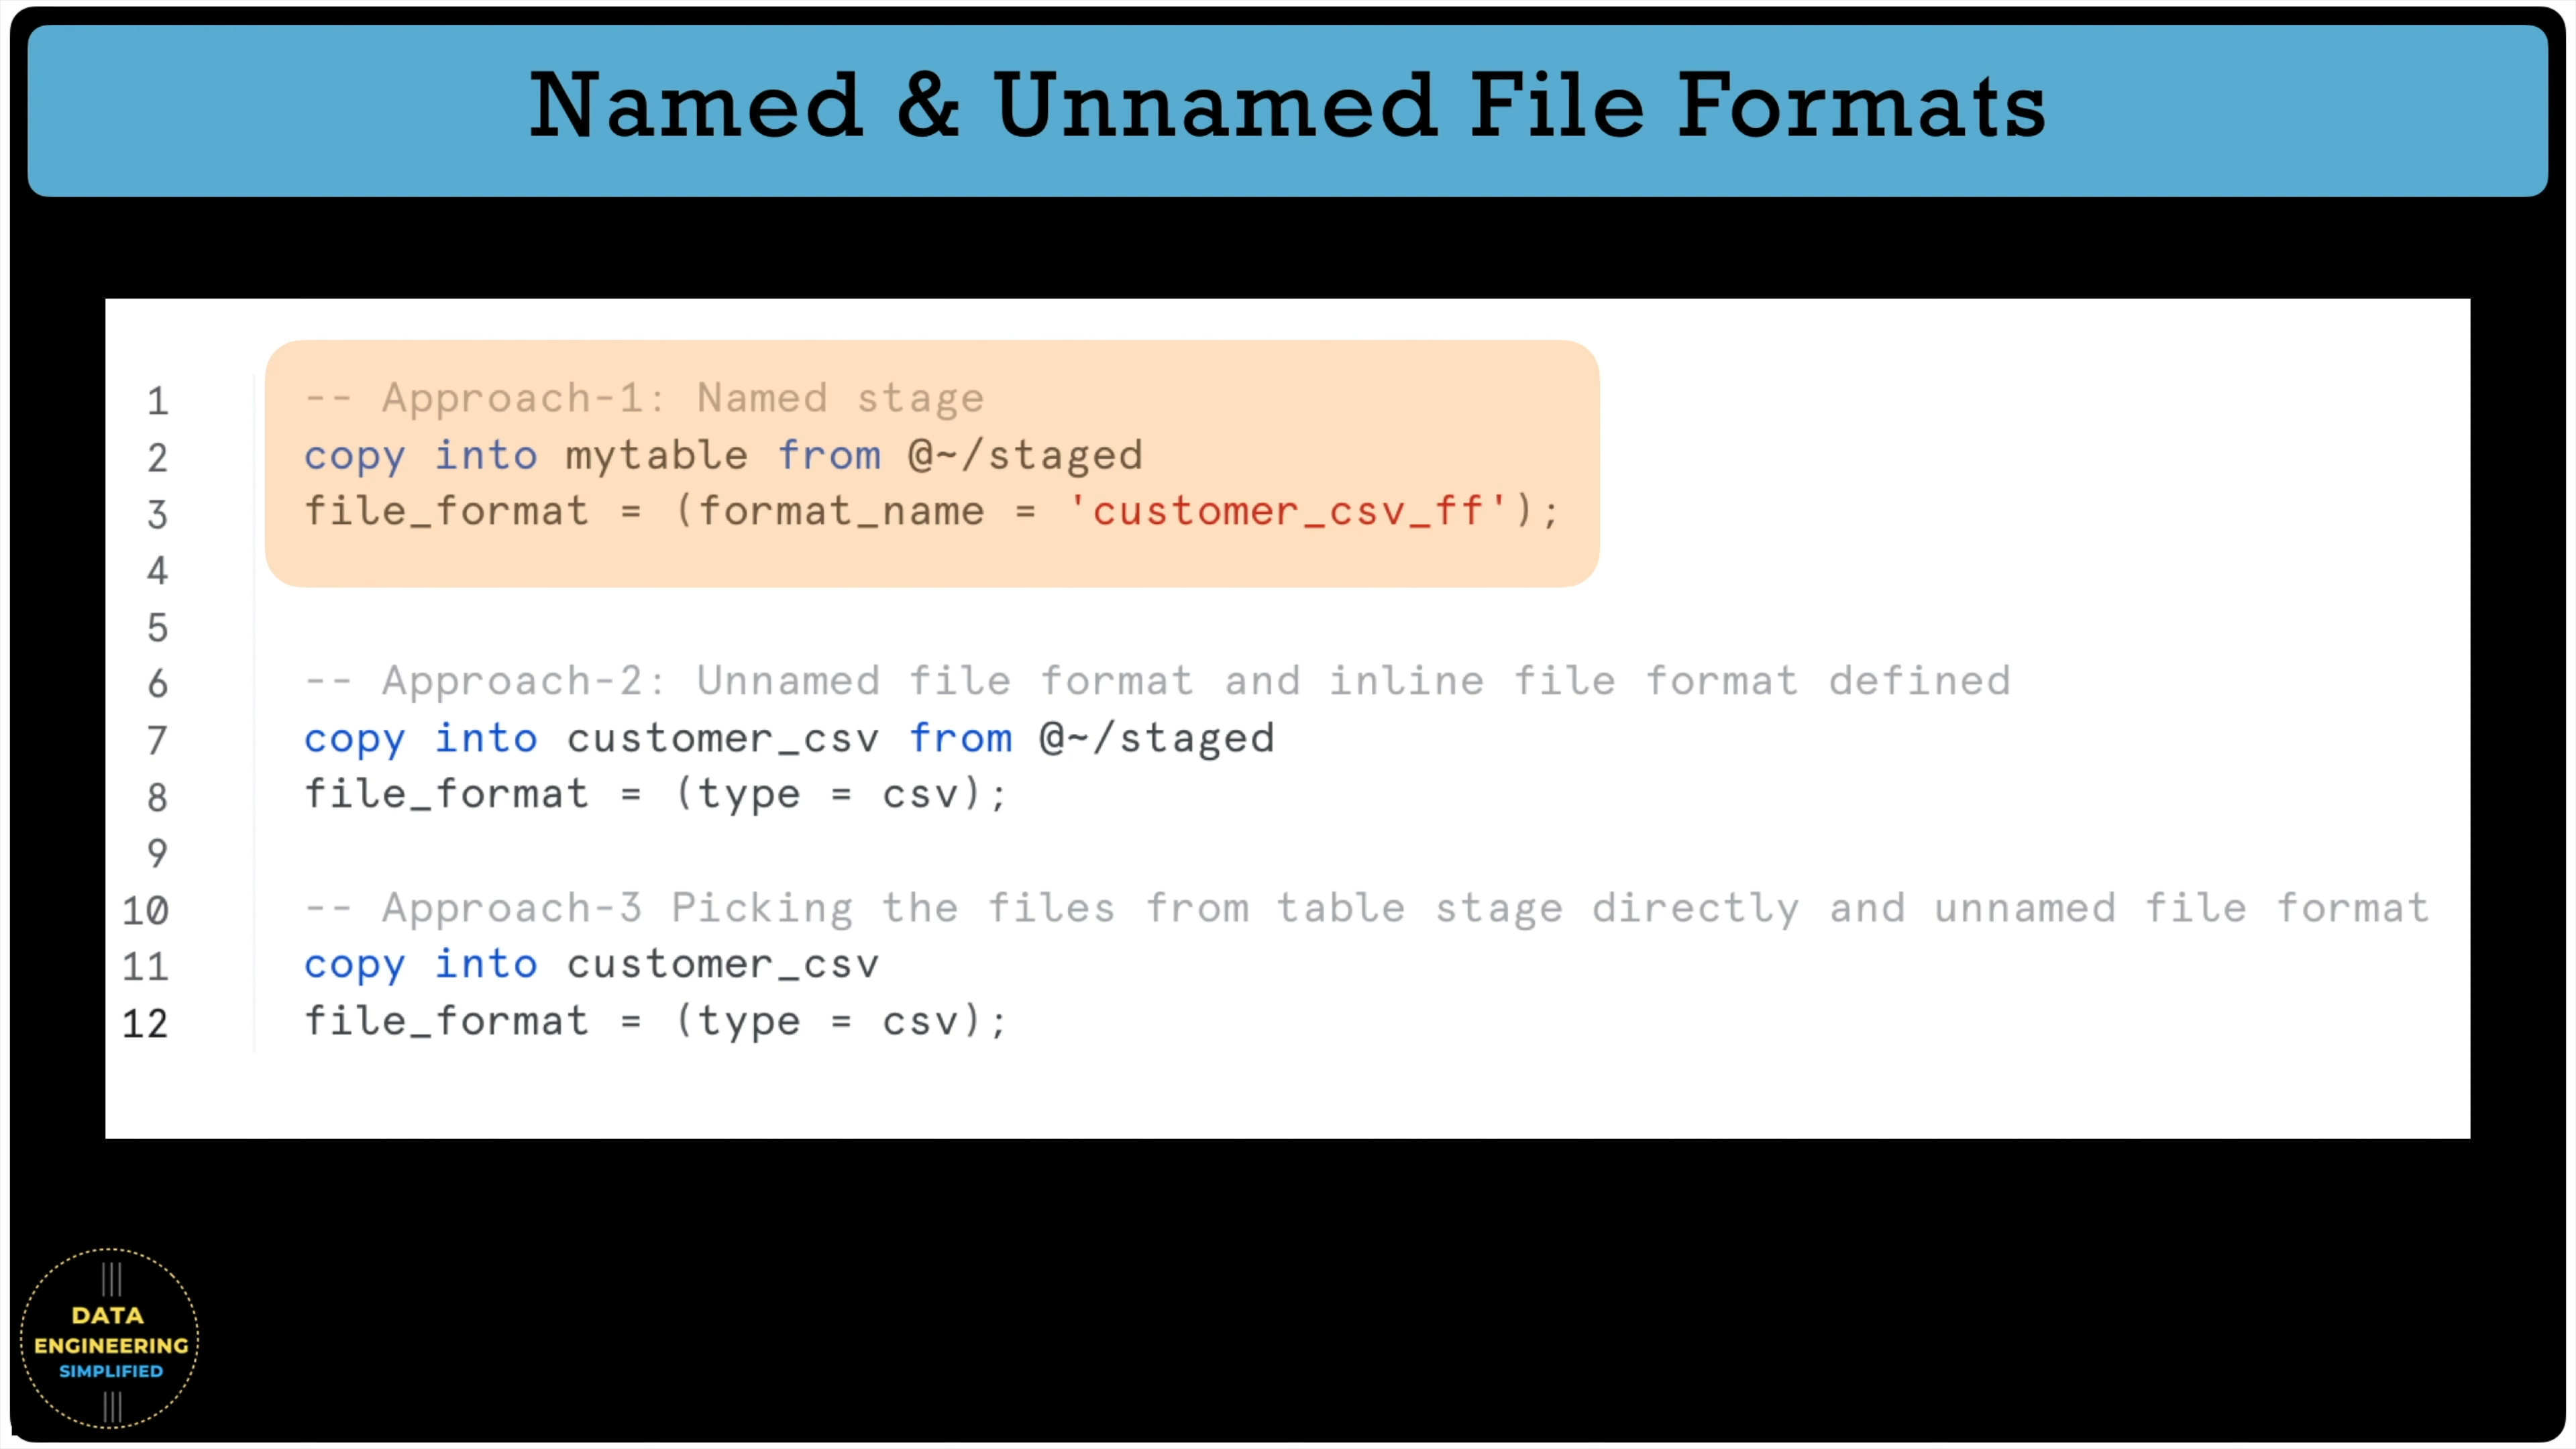 Named & Unnamed File Formats
1 -- Approach-1: Named stage
2 copy into mytable from @~/staged
3 file_format = (format_name = 'customer_csv_ff');
4
5
6 -- Approach-2: Unnamed file format and inline file format defined
7 copy into customer_csv from @~/staged
8 file_format = (type = csv);
9
10 -- Approach-3 Picking the files from table stage directly and unnamed file format
11 copy into customer_csv
12 file_format = (type = csv);
DATA
ENGINEERING
SIMPLIFIED